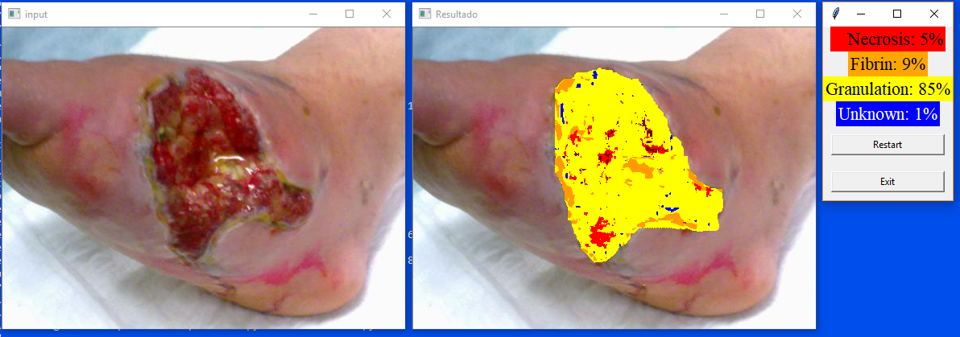 input
Resultado
Necrosis: 5%
Fibrin: 9%
Granulation: 85%
Unknown: 1%
Restart
Exit